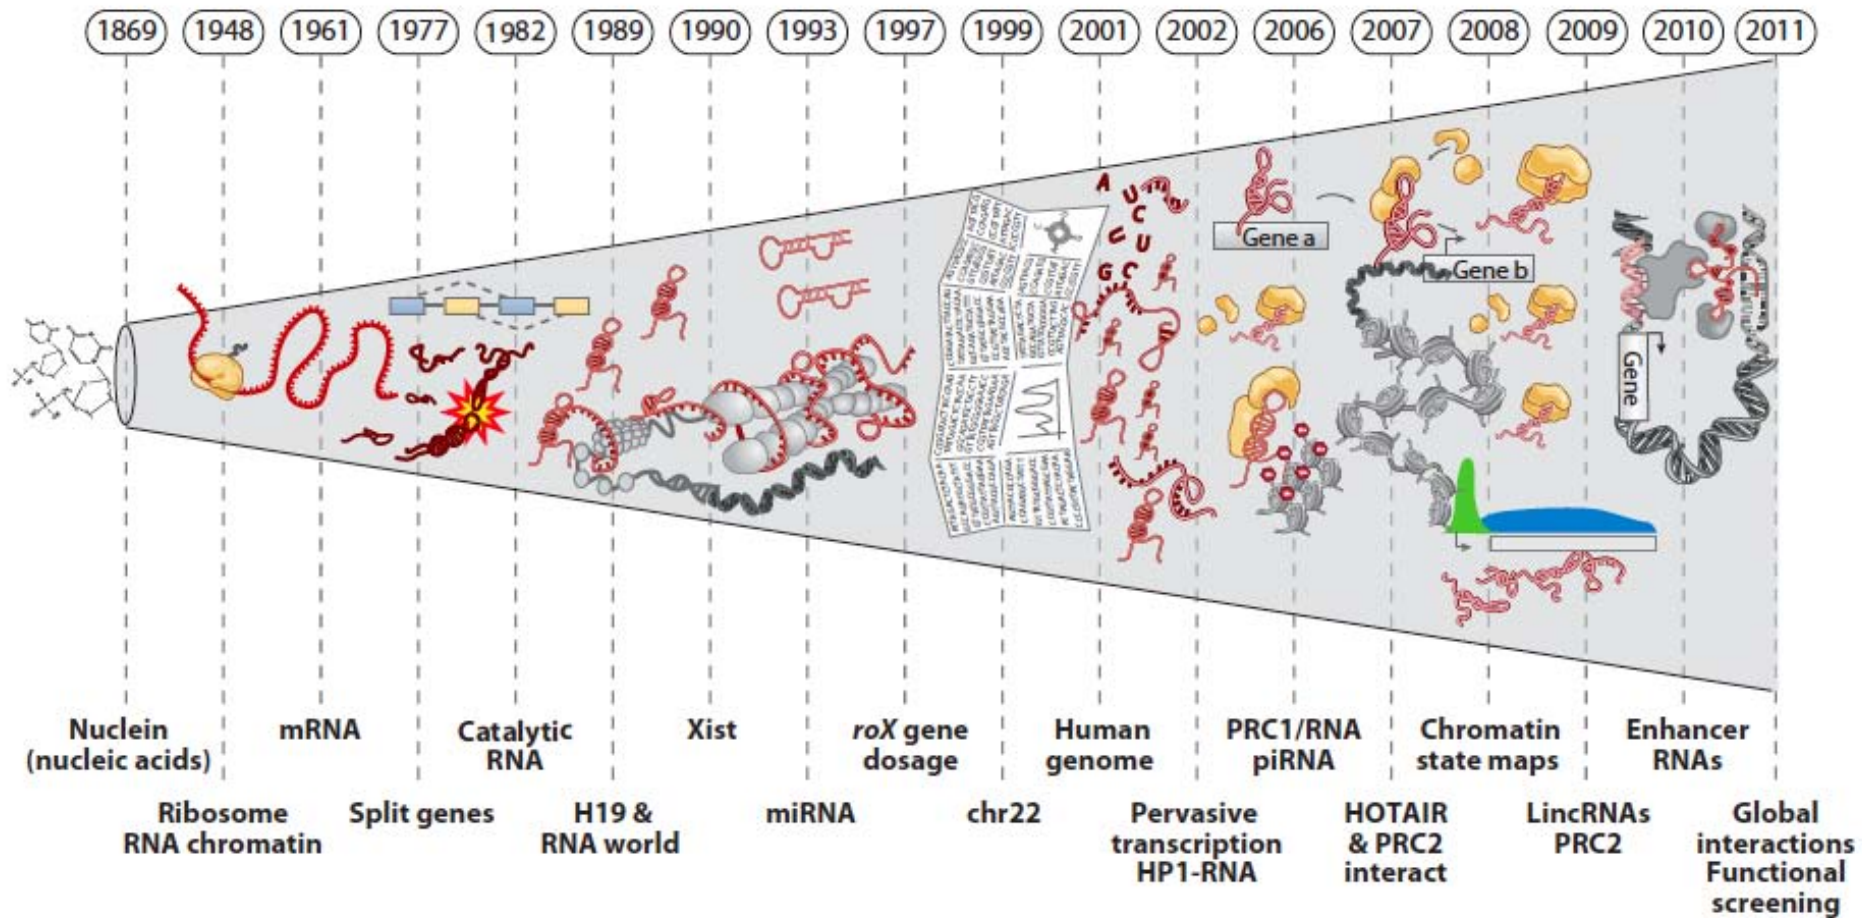 1869 1948 1961 1977 1982 1989 1990 1993 1997 1999 2001 2002 2006 2007 2008 2009 2010 2011
A
U
C
U U
G C
Gene a
Gene b
Gene
Nuclein
(nucleic acids)
Ribosome
RNA chromatin
mRNA
Split genes
Catalytic
RNA
H19 &
RNA world
Xist
miRNA
roX gene
dosage
chr22
Human
genome
Pervasive
transcription
HP1-RNA
PRC1/RNA
piRNA
HOTAIR
& PRC2
interact
Chromatin
state maps
LincRNAs
PRC2
Enhancer
RNAs
Global
interactions
Functional
screening